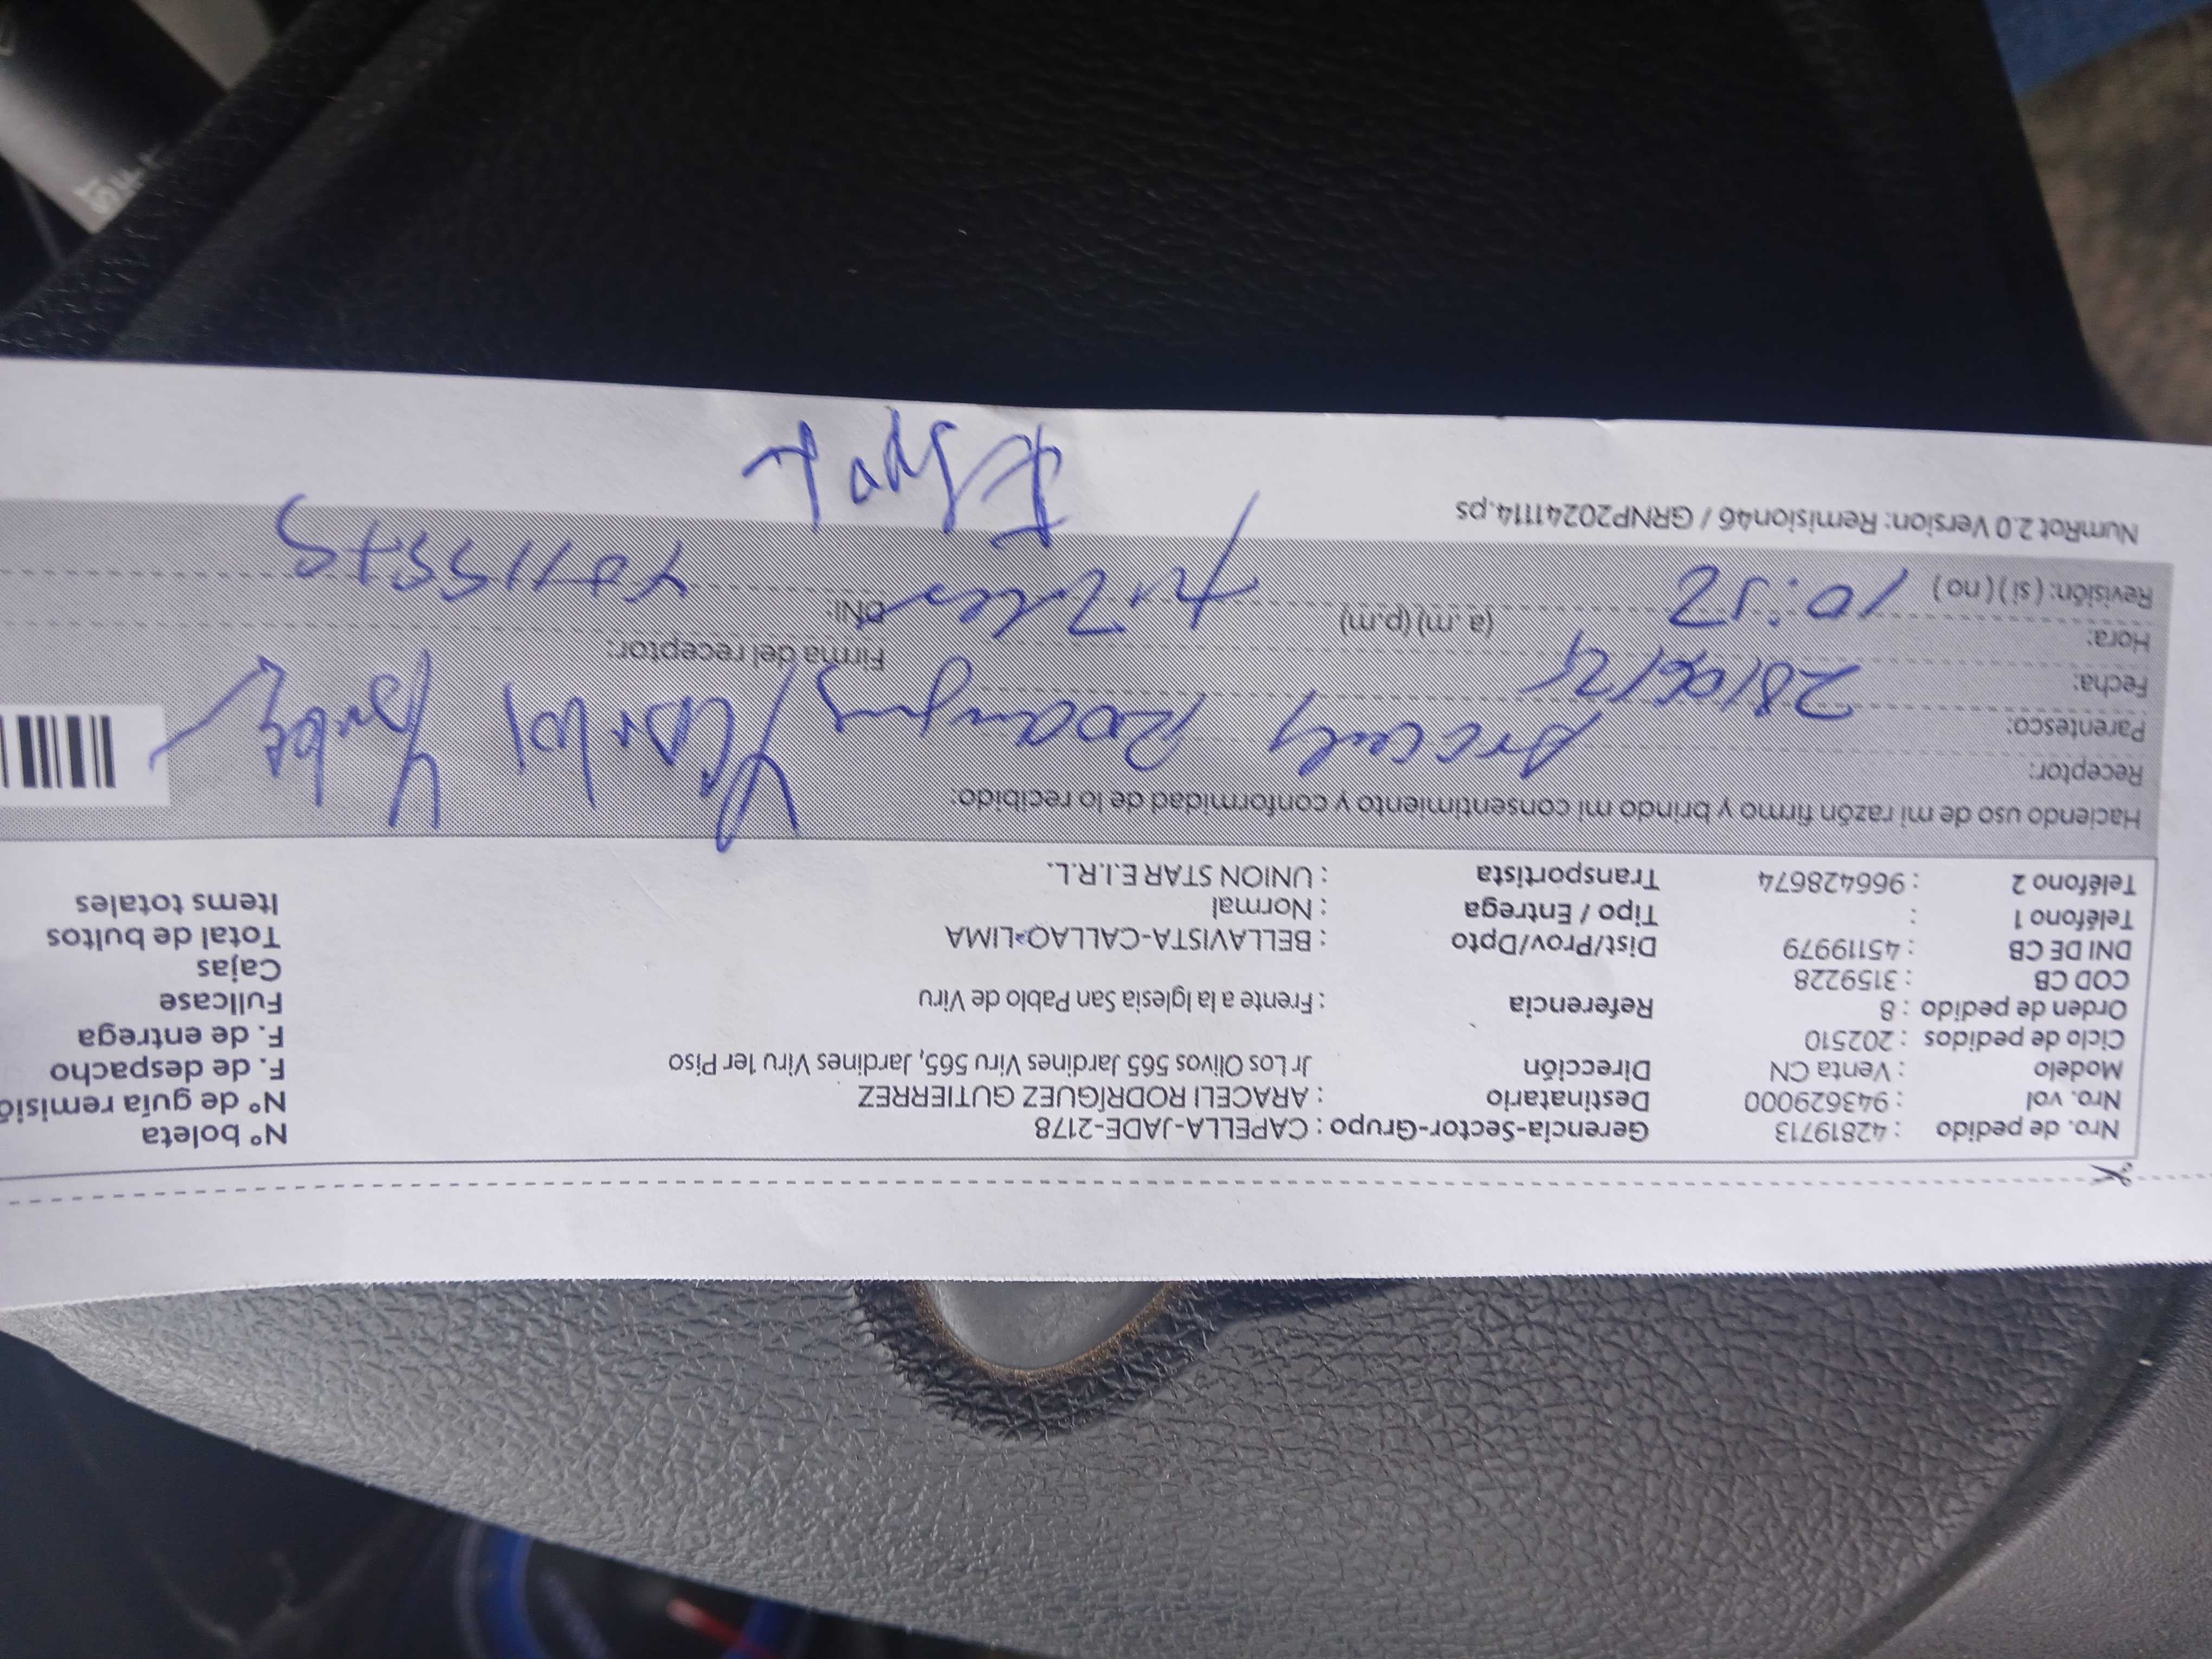 Nro. de pedido : 42819713 Gerencia-Sector-Grupo : CAPELLA-JADE-2178 Nº boleta
Nro. vol : 943629000 Destinatario : ARACELI RODRÍGUEZ GUTIERREZ Nº de guía remisió
Modelo : Venta CN Dirección Jr Los Olivos 565 Jardines Viru 565, Jardines Viru 1er Piso F. de despacho
Ciclo de pedidos : 202510 F. de entrega
Orden de pedido : 8 Referencia : Frente a la Iglesia San Pablo de Viru Fullcase
COD CB : 3159228 Cajas
DNI DE CB : 45119979 Dist/Prov/Dpto : BELLAVISTA-CALLAO-LIMA Total de bultos
Teléfono 1 : Tipo / Entrega : Normal Items totales
Teléfono 2 : 966428674 Transportista : UNION STAR E.I.R.L.
Haciendo uso de mi razón firmo y brindo mi consentimiento y conformidad de lo recibido:
Receptor:
Parentesco:
Fecha: Firma del receptor:
Hora: 10:52 (a. m) (p.m) DNI:
Revisión: ( si ) ( no )
NumRot 2.0 Version: Remision46 / GRNP20241114.ps